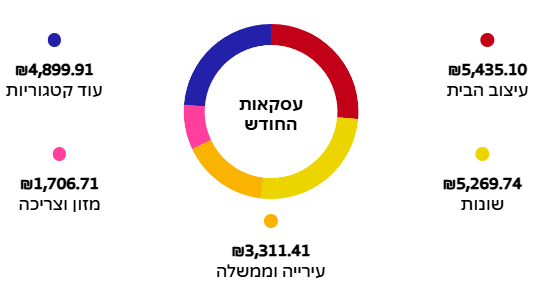 עסקאות
החודש
₪5,435.10
עיצוב הבית
₪5,269.74
שונות
₪3,311.41
עירייה וממשלה
₪1,706.71
מזון וצריכה
₪4,899.91
עוד קטגוריות